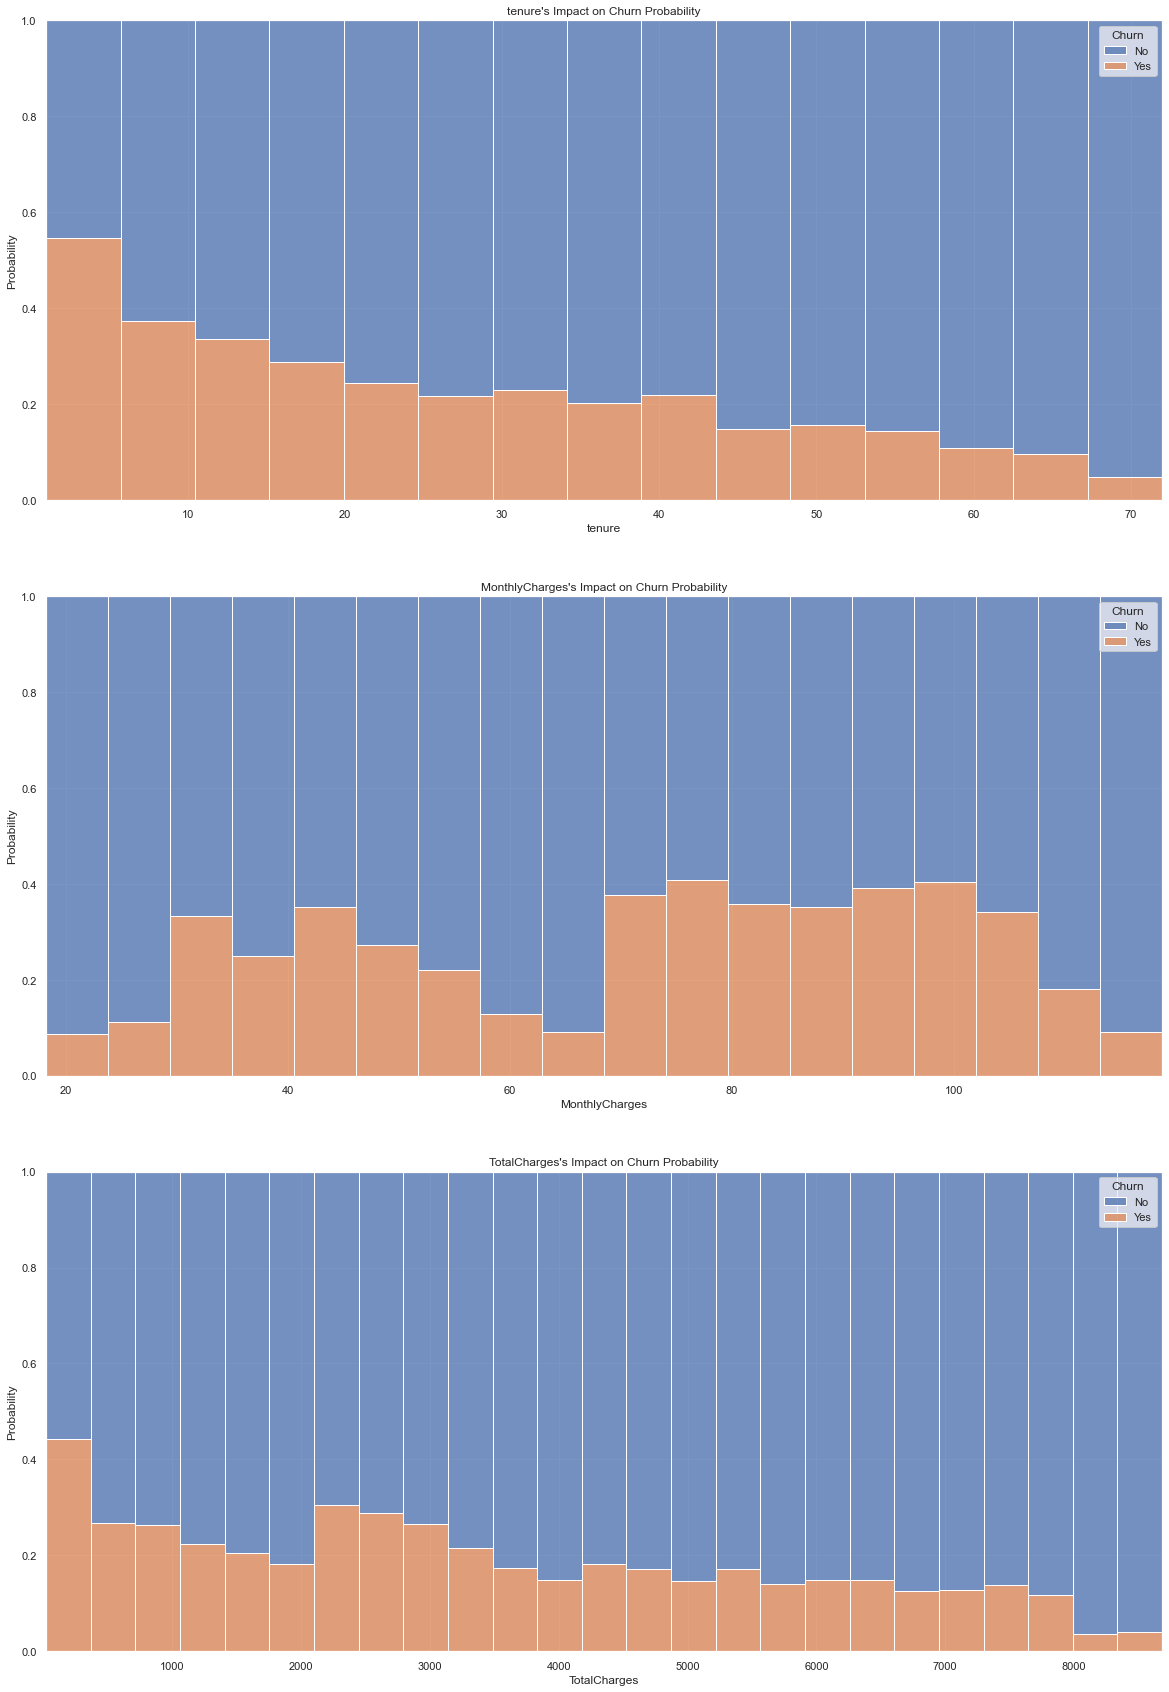 tenure's Impact on Churn Probability
1.0
0.8
0.6
0.4
0.2
0.0
Probability
Churn
No
Yes
10 20 30 40 50 60 70
tenure
MonthlyCharges's Impact on Churn Probability
1.0
0.8
0.6
0.4
0.2
0.0
Probability
Churn
No
Yes
20 40 60 80 100
MonthlyCharges
TotalCharges's Impact on Churn Probability
1.0
0.8
0.6
0.4
0.2
0.0
Probability
Churn
No
Yes
1000 2000 3000 4000 5000 6000 7000 8000
TotalCharges